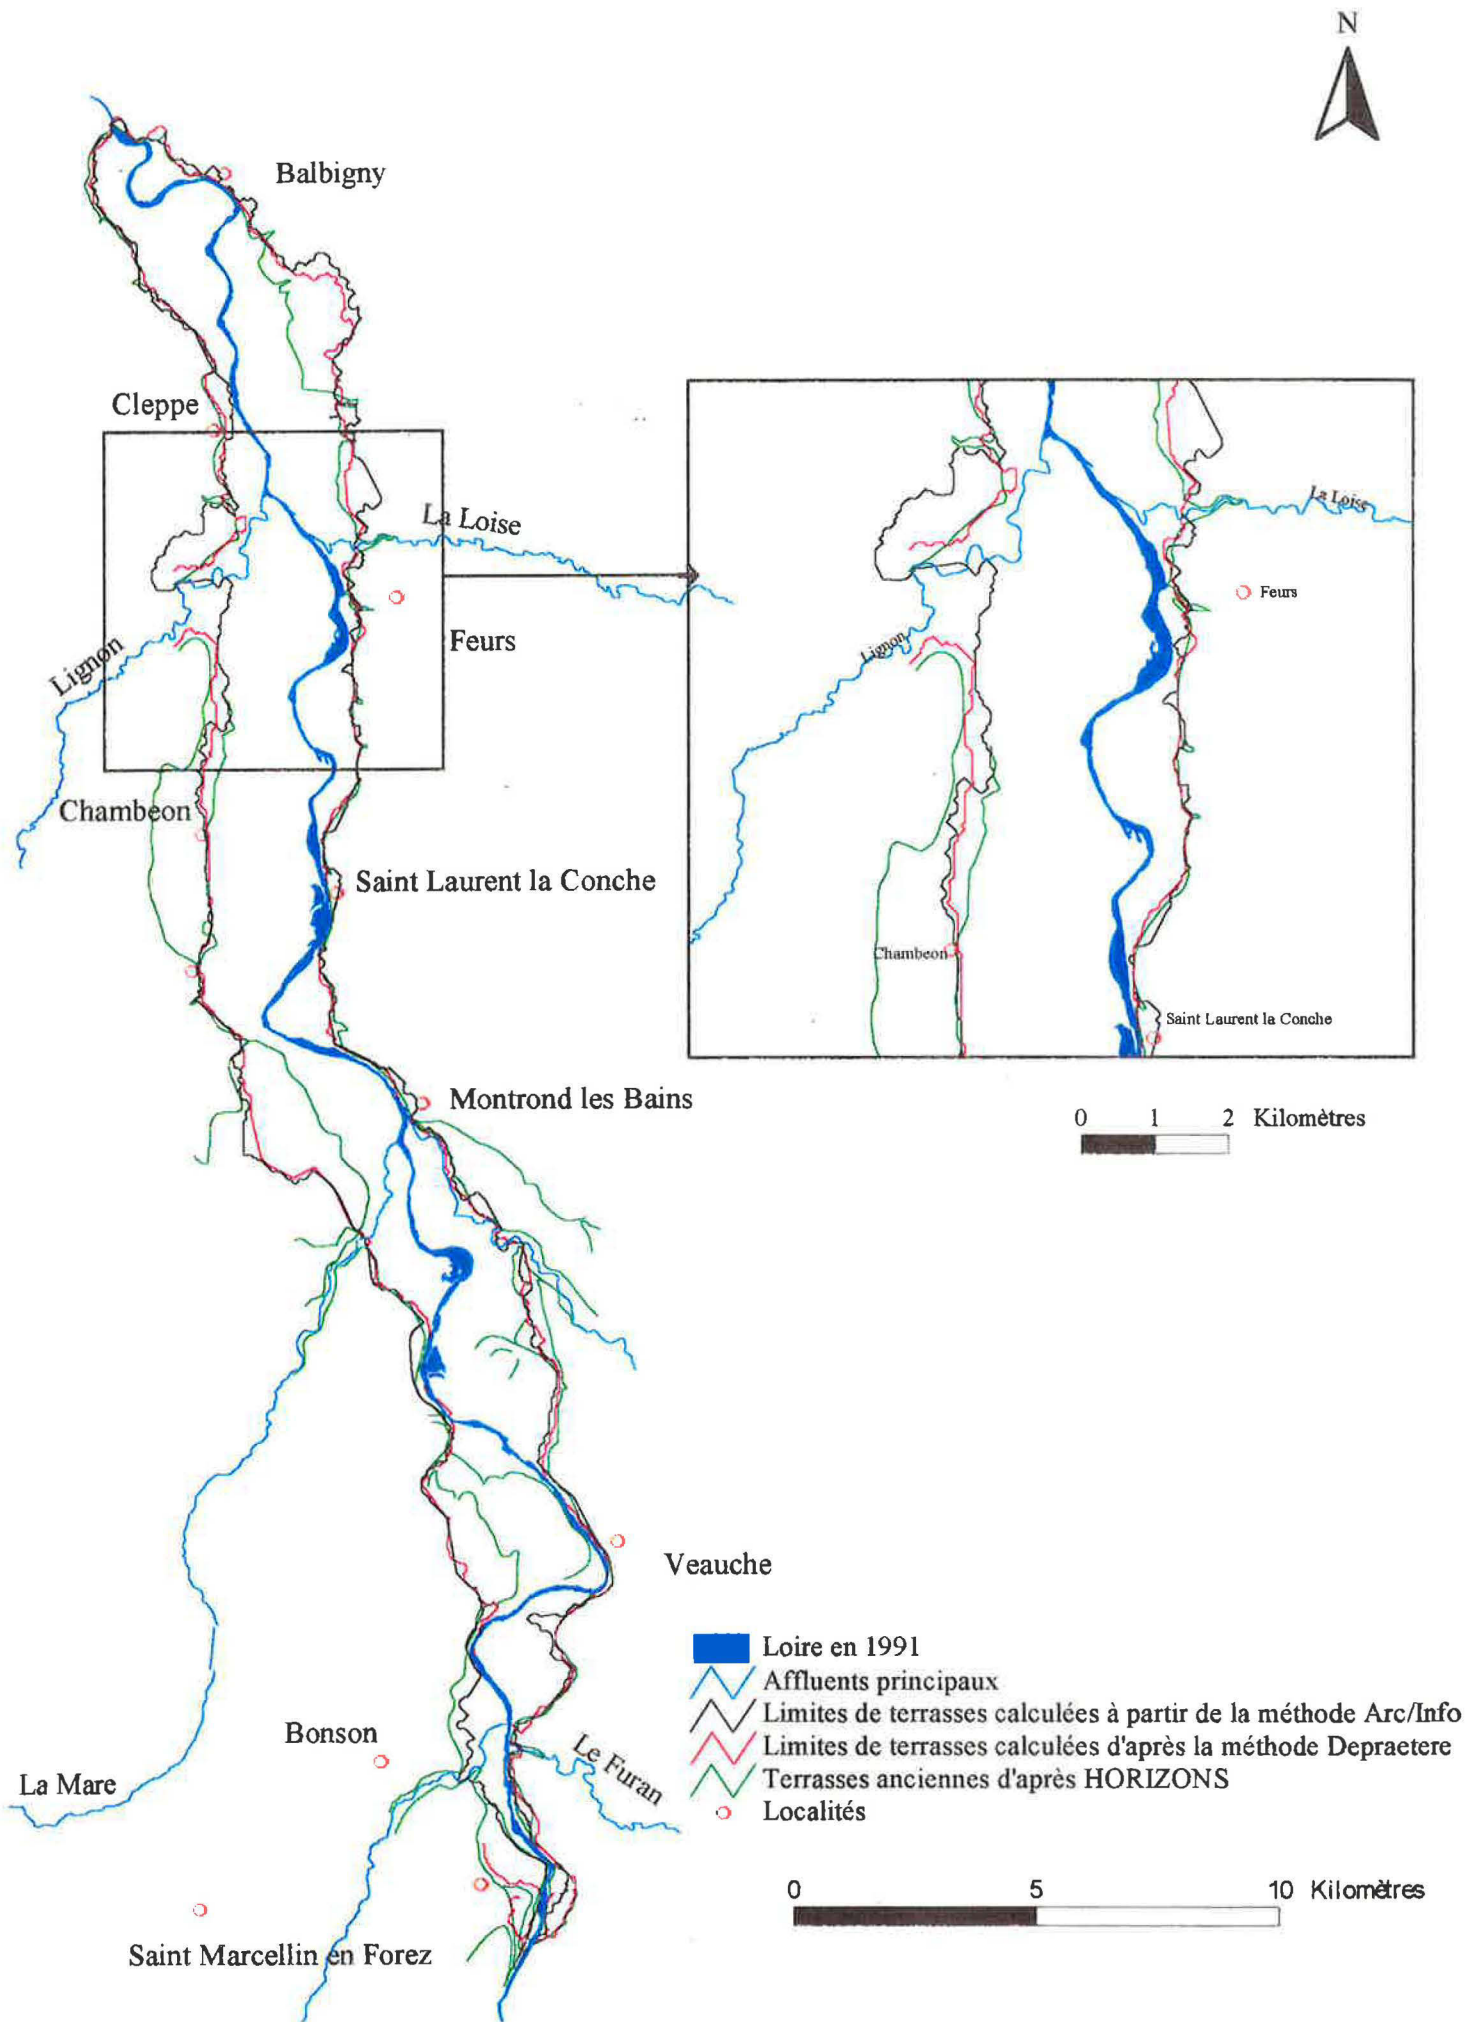 N
Balbigny
Cleppe
La Loise
La Loise
Feurs
Feurs
Lignon
Lignon
Chambeon
Saint Laurent la Conche
Chambeon
Saint Laurent la Conche
Montrond les Bains
0 1 2 Kilomètres
Veauche
Loire en 1991
Affluents principaux
Limites de terrasses calculées à partir de la méthode Arc/Info
Limites de terrasses calculées d'après la méthode Depraetere
Terrasses anciennes d'après HORIZONS
Localités
Bonson
Le Furan
La Mare
0 5 10 Kilomètres
Saint Marcellin en Forez